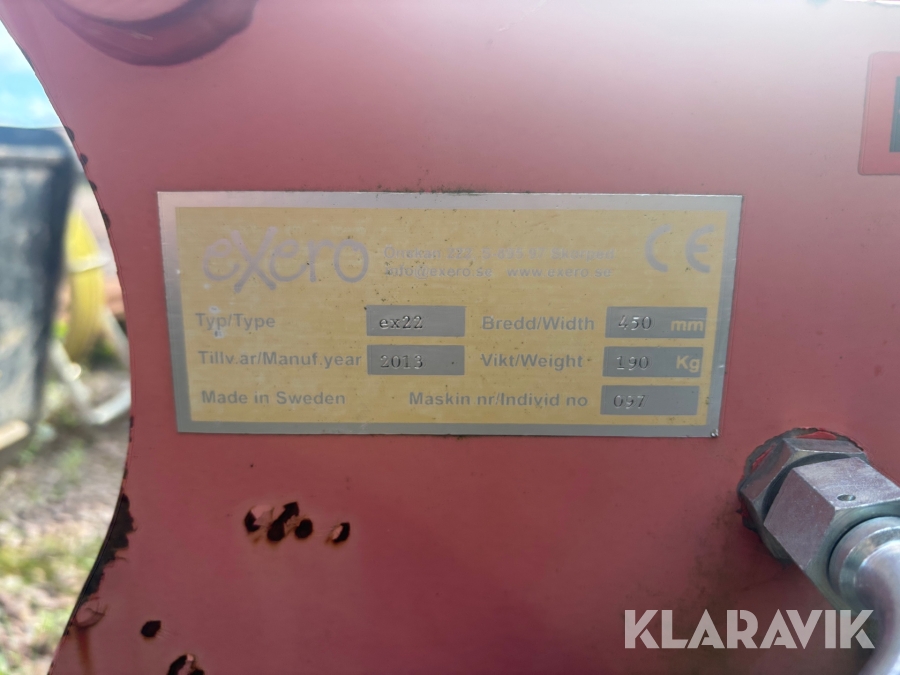 exero
info@exero.se www.exero.se
CE
Typ/Type ex22 Bredd/Width 450 mm
Tillv.år/Manuf.year 2013 Vikt/Weight 190 Kg
Made in Sweden Maskin nr/Individ no 097
KLARAVIK